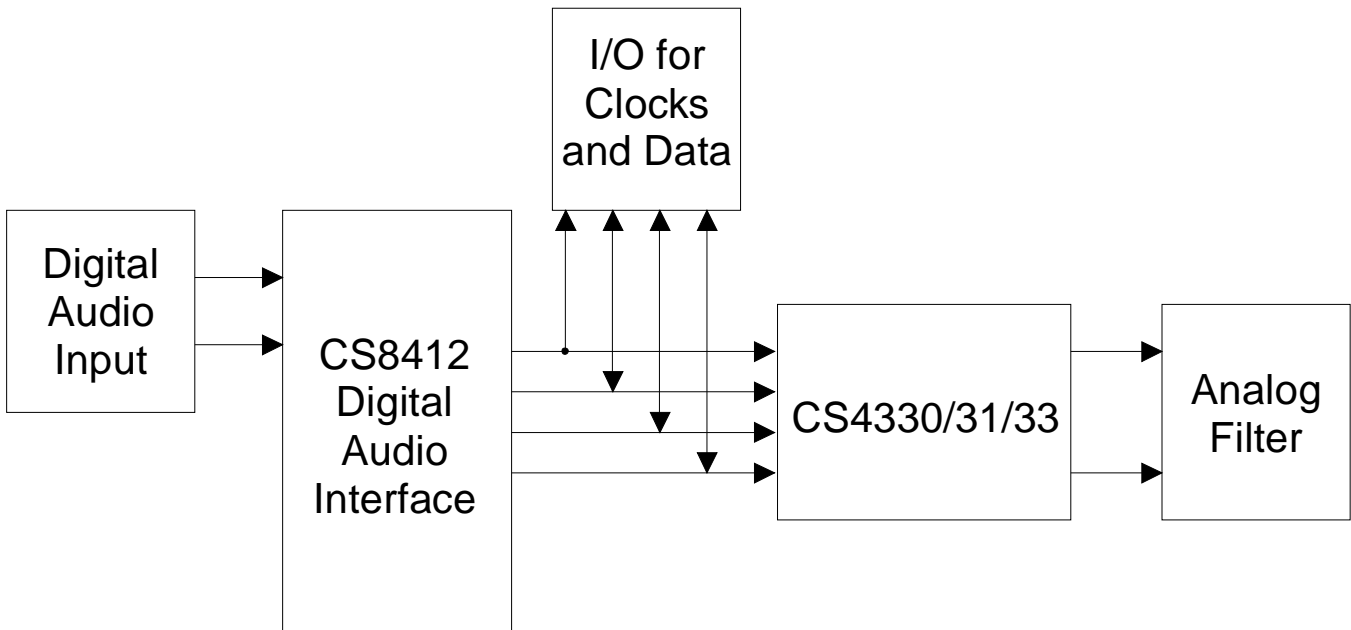 I/O for
Clocks
and Data
Digital
Audio
Input
CS8412
Digital
Audio
Interface
CS4330/31/33
Analog
Filter